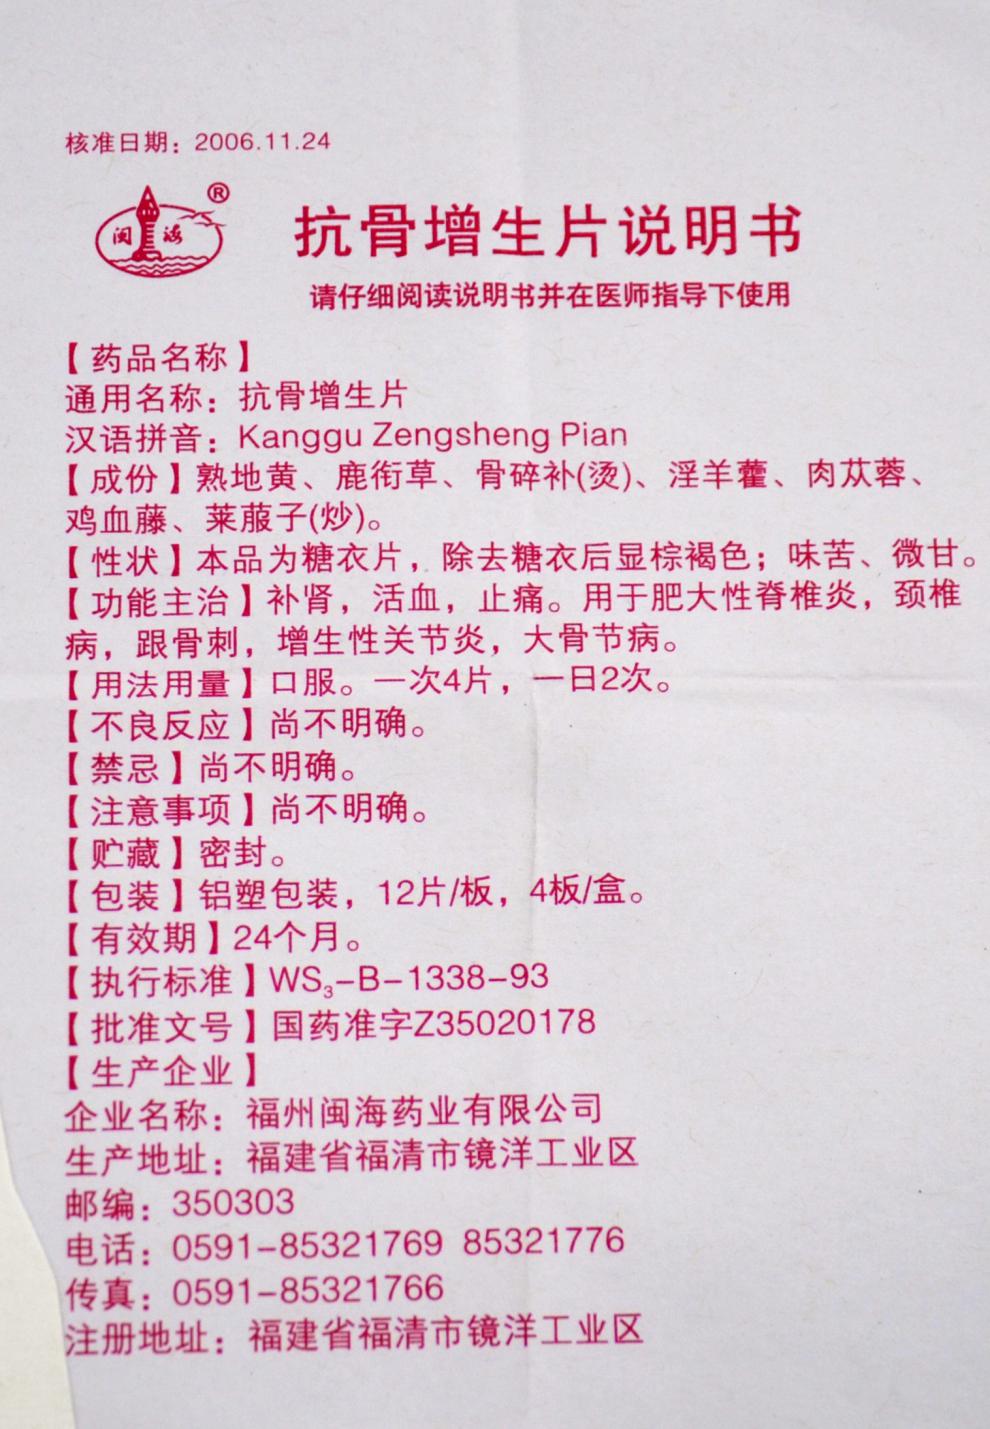 核准日期：2006.11.24
闽海®
抗骨增生片说明书
请仔细阅读说明书并在医师指导下使用
【药品名称】
通用名称：抗骨增生片
汉语拼音：Kanggu Zengsheng Pian
【成份】熟地黄、鹿衔草、骨碎补(烫)、淫羊藿、肉苁蓉、
鸡血藤、莱菔子(炒)。
【性状】本品为糖衣片，除去糖衣后显棕褐色；味苦、微甘。
【功能主治】补肾，活血，止痛。用于肥大性脊椎炎，颈椎
病，跟骨刺，增生性关节炎，大骨节病。
【用法用量】口服。一次4片，一日2次。
【不良反应】尚不明确。
【禁忌】尚不明确。
【注意事项】尚不明确。
【贮藏】密封。
【包装】铝塑包装，12片/板，4板/盒。
【有效期】24个月。
【执行标准】WS₃-B-1338-93
【批准文号】国药准字Z35020178
【生产企业】
企业名称：福州闽海药业有限公司
生产地址：福建省福清市镜洋工业区
邮编：350303
电话：0591-85321769 85321776
传真：0591-85321766
注册地址：福建省福清市镜洋工业区